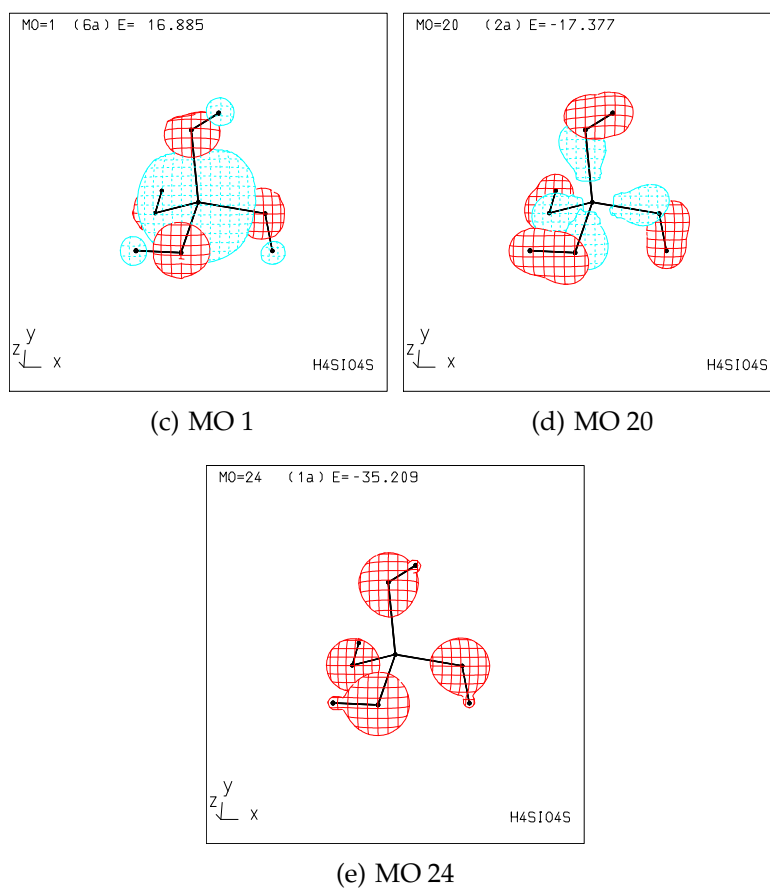 MO=1 (6a) E= 16.885
MO=20 (2a) E=-17.377
y
z x
H4SIO4S
y
z x
H4SIO4S
(c) MO 1
(d) MO 20
MO=24 (1a) E=-35.209
y
z x
H4SIO4S
(e) MO 24